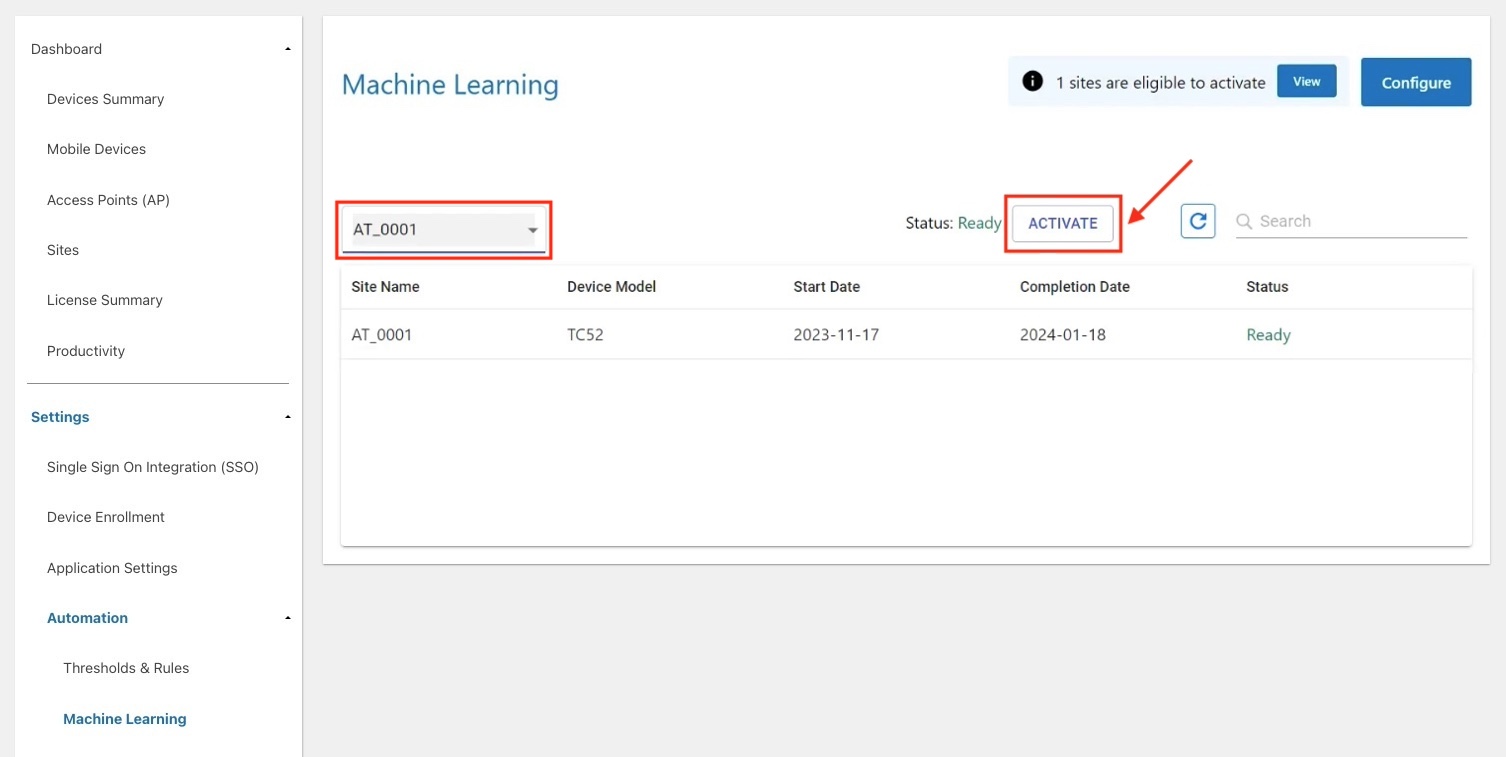 Dashboard
Devices Summary
Mobile Devices
Access Points (AP)
Sites
License Summary
Productivity
Settings
Single Sign On Integration (SSO)
Device Enrollment
Application Settings
Automation
Thresholds & Rules
Machine Learning
Machine Learning
1 sites are eligible to activate View Configure
AT_0001 Status: Ready ACTIVATE Search
Site Name Device Model Start Date Completion Date Status
AT_0001 TC52 2023-11-17 2024-01-18 Ready